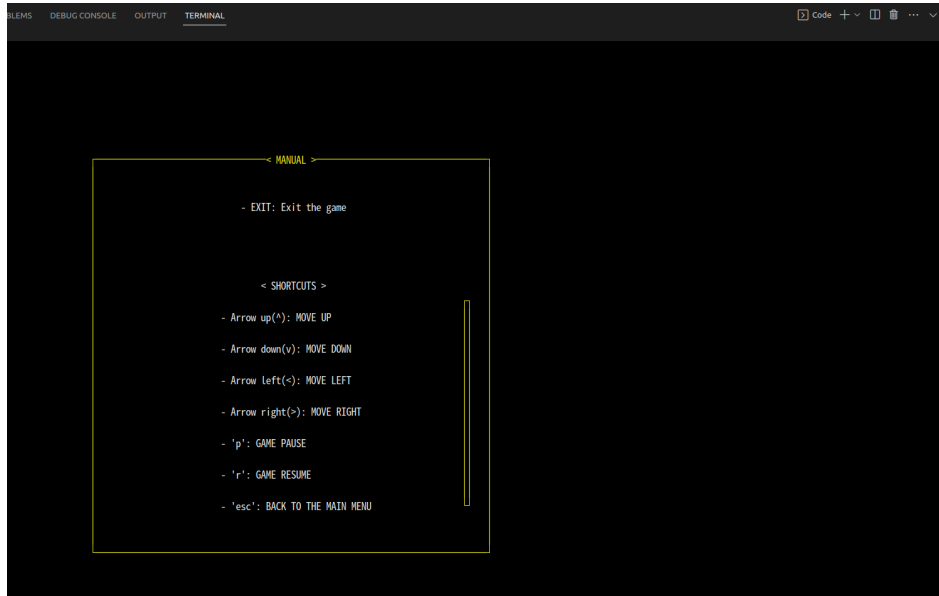 BLEMS DEBUG CONSOLE OUTPUT TERMINAL Code
< MANUAL >
- EXIT: Exit the game
< SHORTCUTS >
- Arrow up(^): MOVE UP
- Arrow down(v): MOVE DOWN
- Arrow left(<): MOVE LEFT
- Arrow right(>): MOVE RIGHT
- 'p': GAME PAUSE
- 'r': GAME RESUME
- 'esc': BACK TO THE MAIN MENU